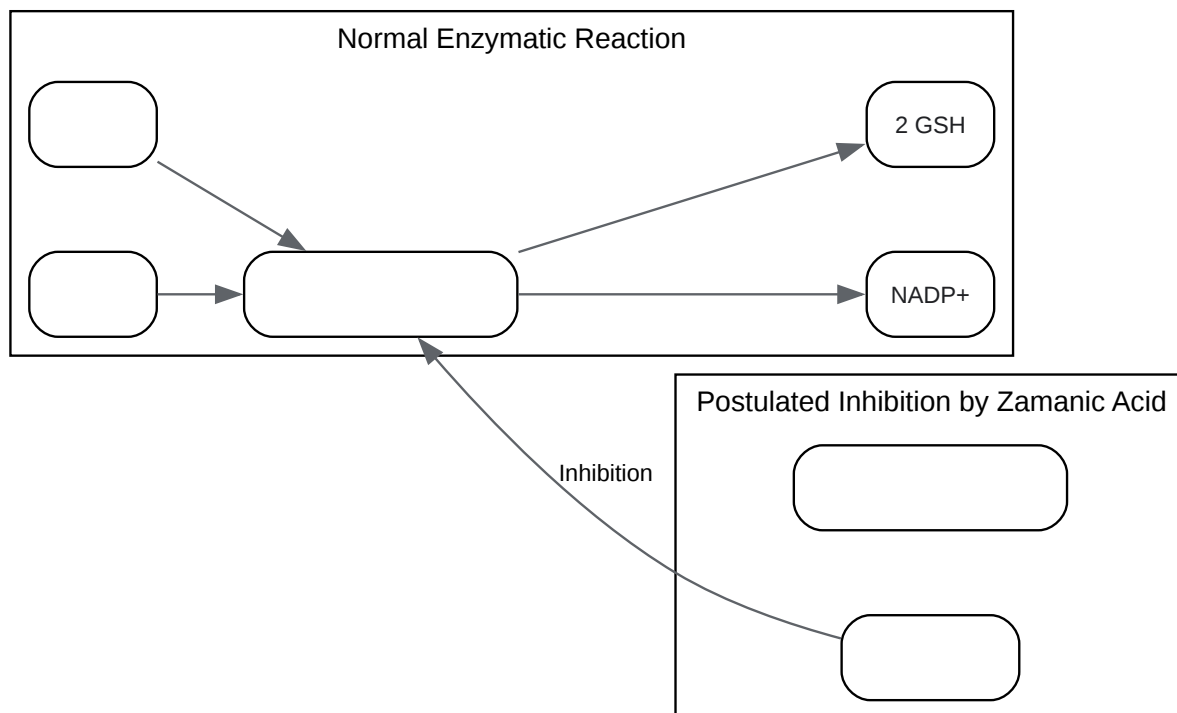 Normal Enzymatic Reaction
2 GSH
NADP+
Postulated Inhibition by Zamanic Acid
Inhibition